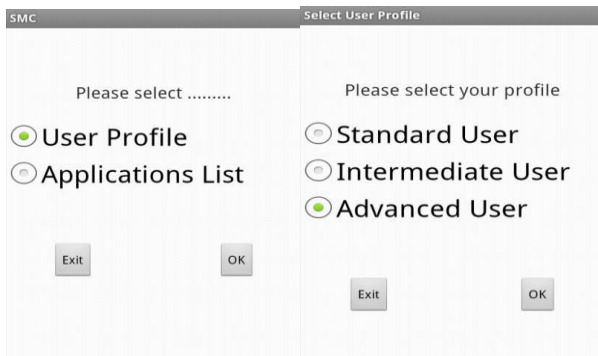 SMC
Please select .........
User Profile
Applications List
Exit
OK
Select User Profile
Please select your profile
Standard User
Intermediate User
Advanced User
Exit
OK